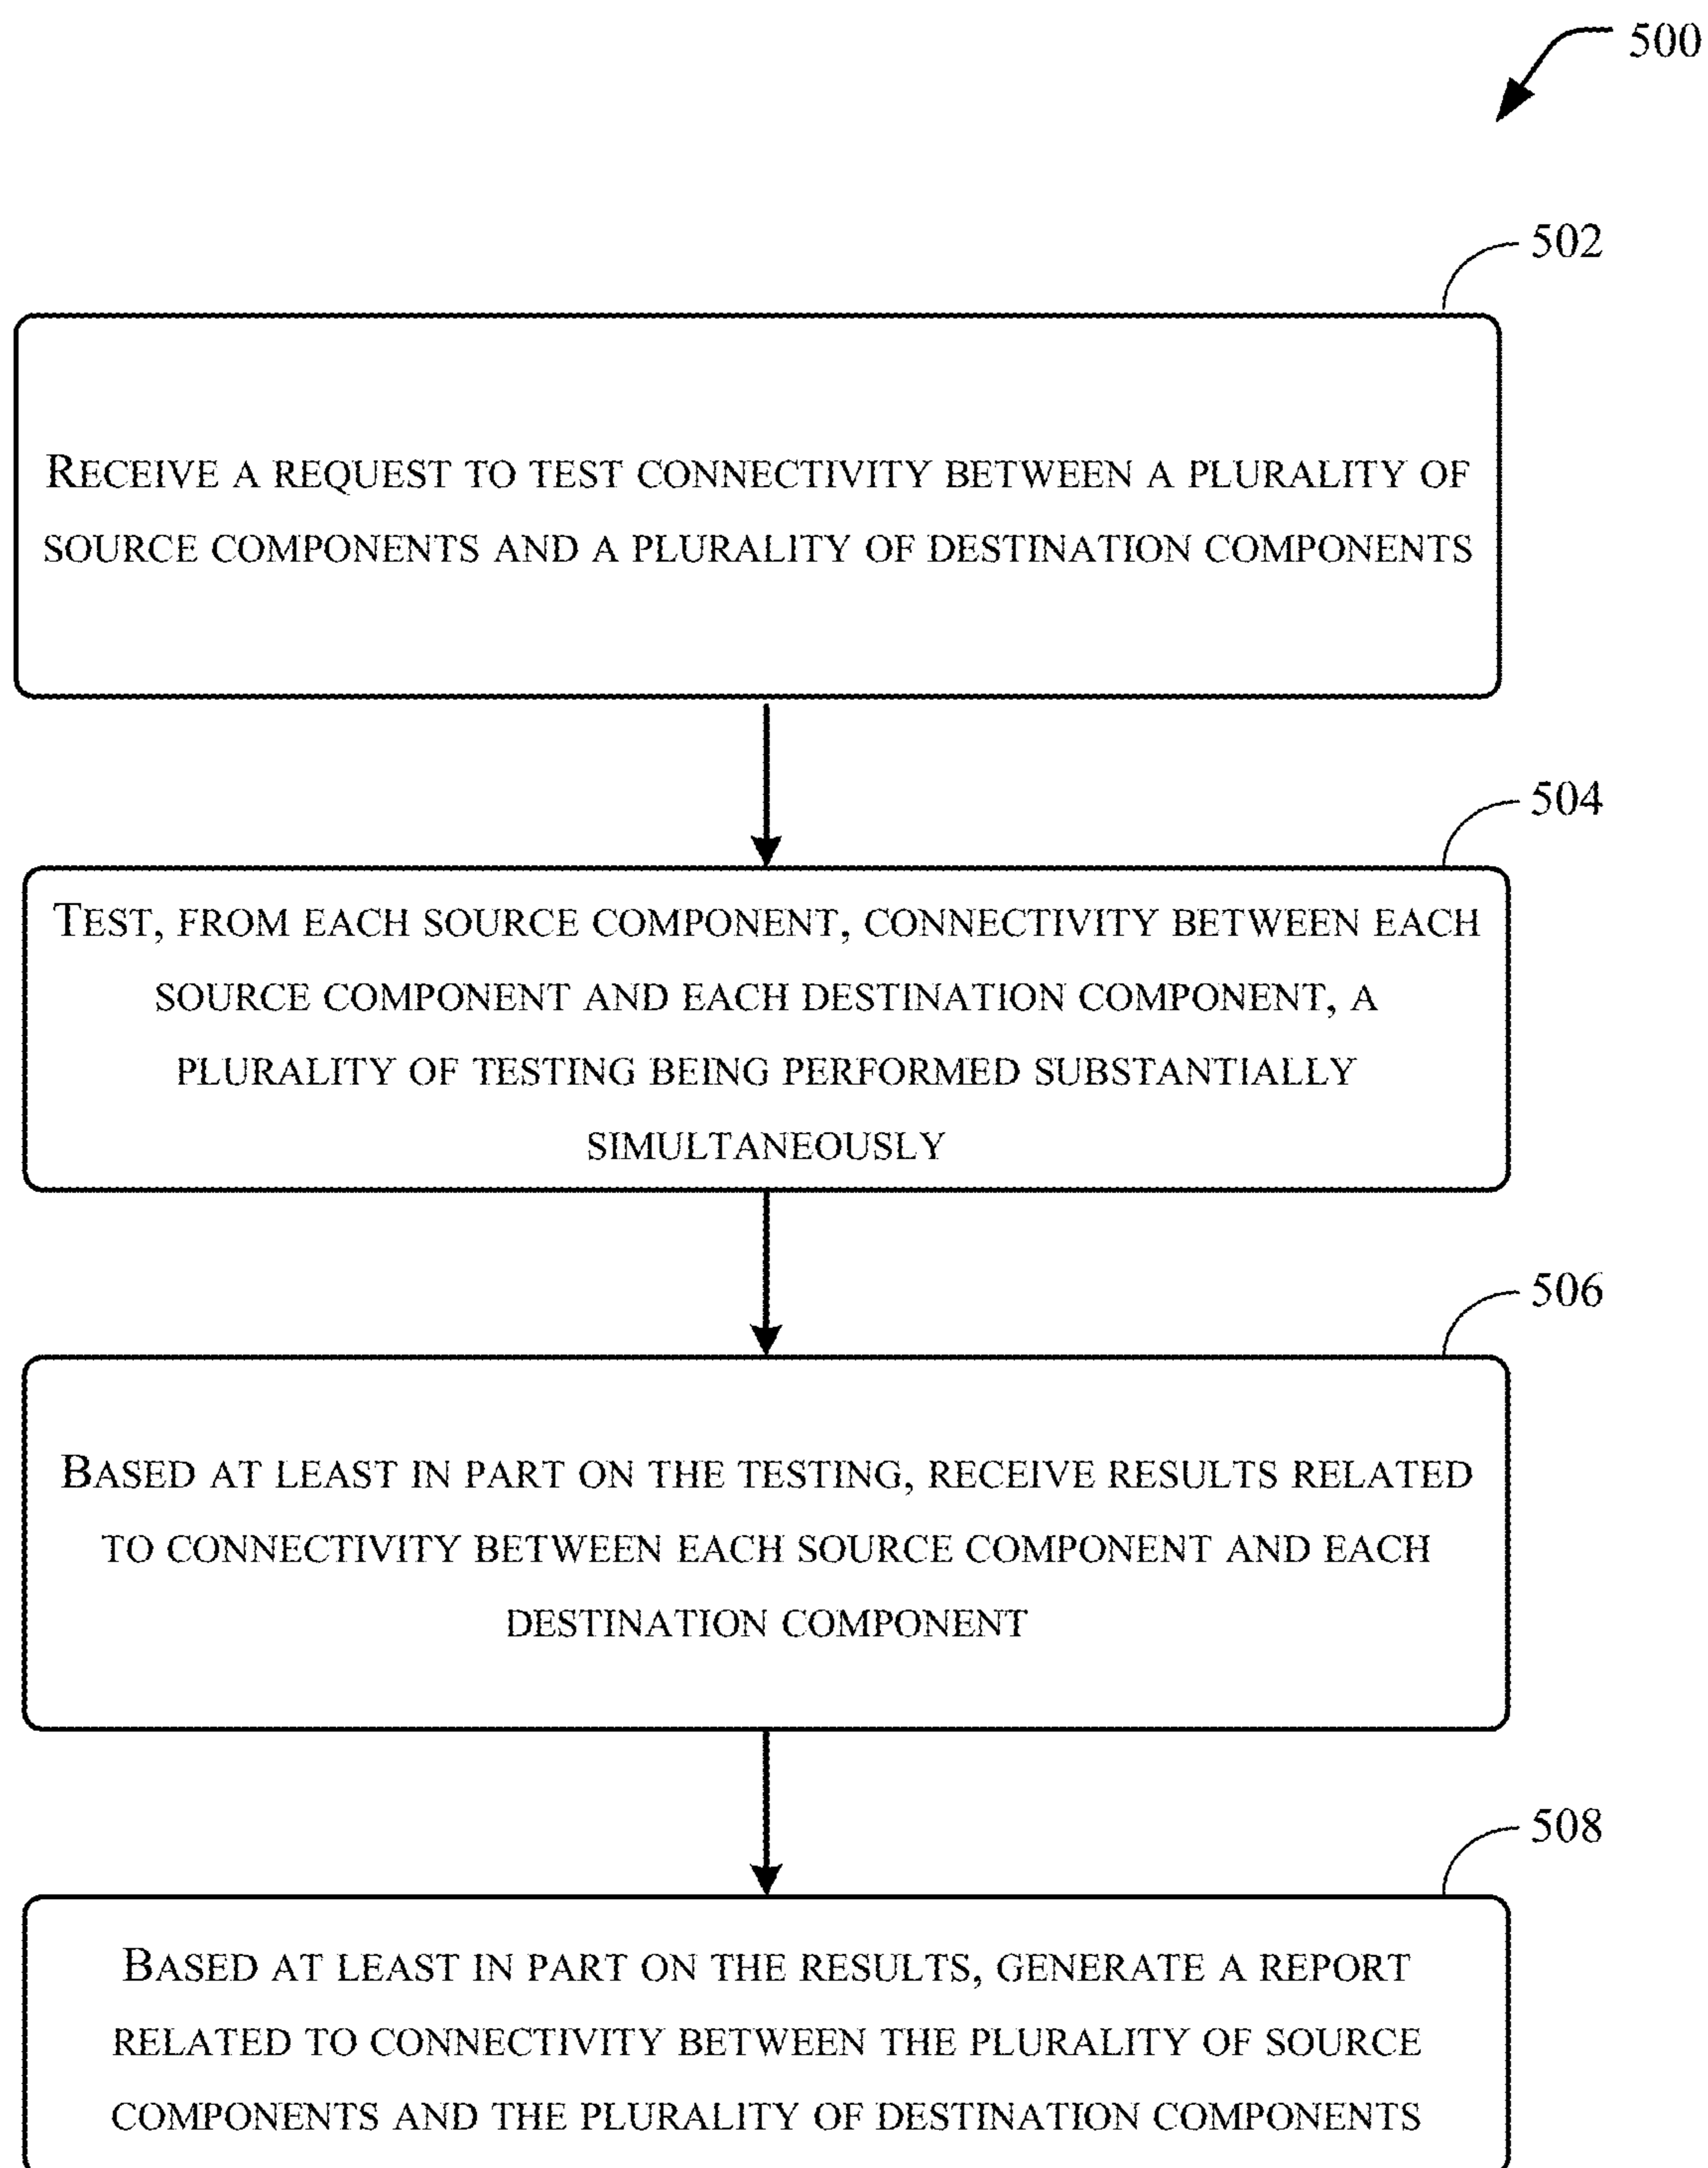 500
502
RECEIVE A REQUEST TO TEST CONNECTIVITY BETWEEN A PLURALITY OF
SOURCE COMPONENTS AND A PLURALITY OF DESTINATION COMPONENTS
504
TEST, FROM EACH SOURCE COMPONENT, CONNECTIVITY BETWEEN EACH
SOURCE COMPONENT AND EACH DESTINATION COMPONENT, A
PLURALITY OF TESTING BEING PERFORMED SUBSTANTIALLY
SIMULTANEOUSLY
506
BASED AT LEAST IN PART ON THE TESTING, RECEIVE RESULTS RELATED
TO CONNECTIVITY BETWEEN EACH SOURCE COMPONENT AND EACH
DESTINATION COMPONENT
508
BASED AT LEAST IN PART ON THE RESULTS, GENERATE A REPORT
RELATED TO CONNECTIVITY BETWEEN THE PLURALITY OF SOURCE
COMPONENTS AND THE PLURALITY OF DESTINATION COMPONENTS